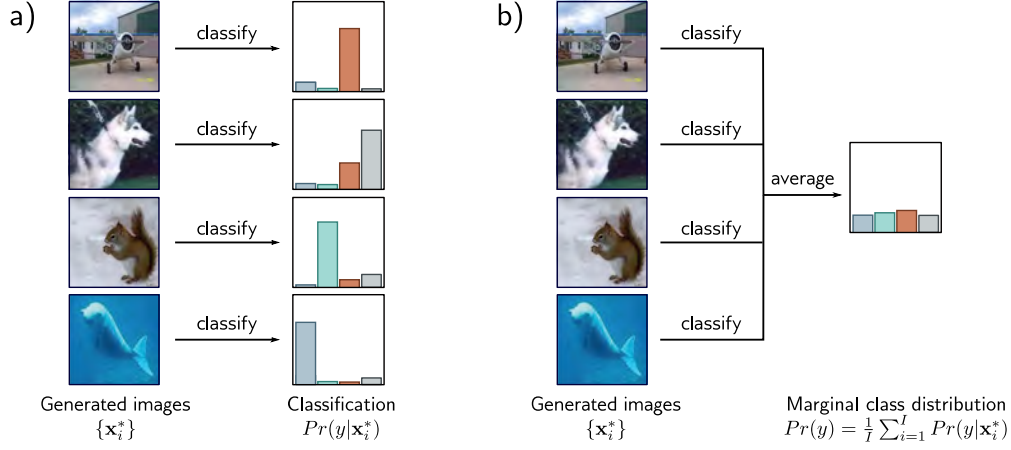 a)
classify
classify
classify
classify
Generated images
{x*_i}
Classification
Pr(y|x*_i)
b)
classify
classify
classify
classify
average
Generated images
{x*_i}
Marginal class distribution
Pr(y) = 1/I ∑^I_{i=1} Pr(y|x*_i)